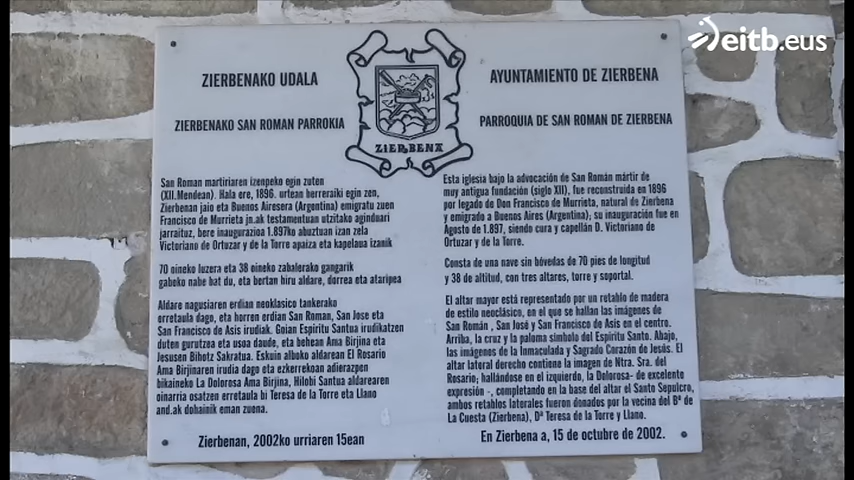 eitb.eus
ZIERBENAKO UDALA
ZIERBENAKO SAN ROMAN PARROKIA
ZIERBENA
AYUNTAMIENTO DE ZIERBENA
PARROQUIA DE SAN ROMAN DE ZIERBENA
San Roman martiriaren izenpeko egin zuten
(XII.Mendean). Hala ere, 1896. urtean berreraiki egin zen,
Zierbenan jaio eta Buenos Airesera (Argentina) emigratu zuen
Francisco de Murrieta jn.ak testamentuan utzitako aginduari
jarraituz, bere inaugurazioa 1.897ko abuztuan izan zela
Victoriano de Ortuzar y de la Torre apaiza eta kapelaua izanik
70 oineko luzera eta 38 oineko zabalerako gangarik
gabeko nabe bat du, eta bertan hiru aldare, dorrea eta ataripea
Aldare nagusiaren erdian neoklasico tankerako
erretaula dago, eta horren erdian San Roman, San Jose eta
San Francisco de Asis irudiak. Goian Espiritu Santua irudikatzen
duten gurutzea eta usoa daude, eta behean Ama Birjina eta
Jesusen Bihotz Sakratua. Eskuin alboko aldarean El Rosario
Ama Birjinaren irudia dago eta ezkerrekoan adierazpen
bikaineko La Dolorosa Ama Birjina, Hilobi Santua aldarearen
oinarria osatzen erretaula bi Teresa de la Torre eta Llano
and.ak dohainik eman zuena.
Zierbenan, 2002ko urriaren 15ean
Esta iglesia bajo la advocación de San Román mártir de
muy antigua fundación (siglo XII), fue reconstruida en 1896
por legado de Don Francisco de Murrieta, natural de Zierbena
y emigrado a Buenos Aires (Argentina); su inauguración fue en
Agosto de 1.897, siendo cura y capellán D. Victoriano de
Ortuzar y de la Torre.
Consta de una nave sin bóvedas de 70 pies de longitud
y 38 de altitud, con tres altares, torre y soportal.
El altar mayor está representado por un retablo de madera
de estilo neoclásico, en el que se hallan las imágenes de
San Román , San José y San Francisco de Asis en el centro.
Arriba, la cruz y la paloma símbolo del Espíritu Santo. Abajo,
las imágenes de la Inmaculada y Sagrado Corazón de Jesús. El
altar lateral derecho contiene la imagen de Ntra. Sra. del
Rosario; hallándose en el izquierdo, la Dolorosa- de excelente
expresión -, completando en la base del altar el Santo Sepulcro,
ambos retablos laterales fueron donados por la vecina del Bº de
La Cuesta (Zierbena), Dª Teresa de la Torre y Llano.
En Zierbena a, 15 de octubre de 2002.